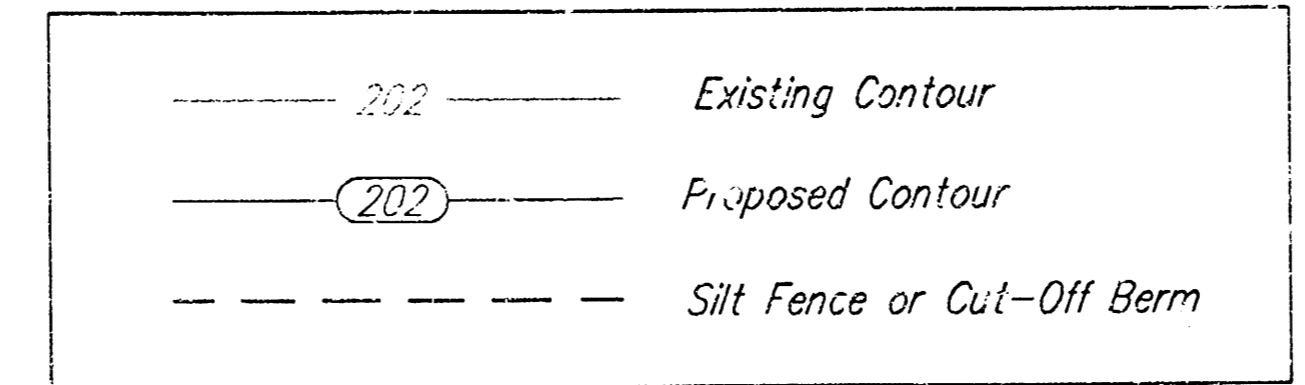 202 Existing Contour
202 Proposed Contour
Silt Fence or Cut-Off Berm